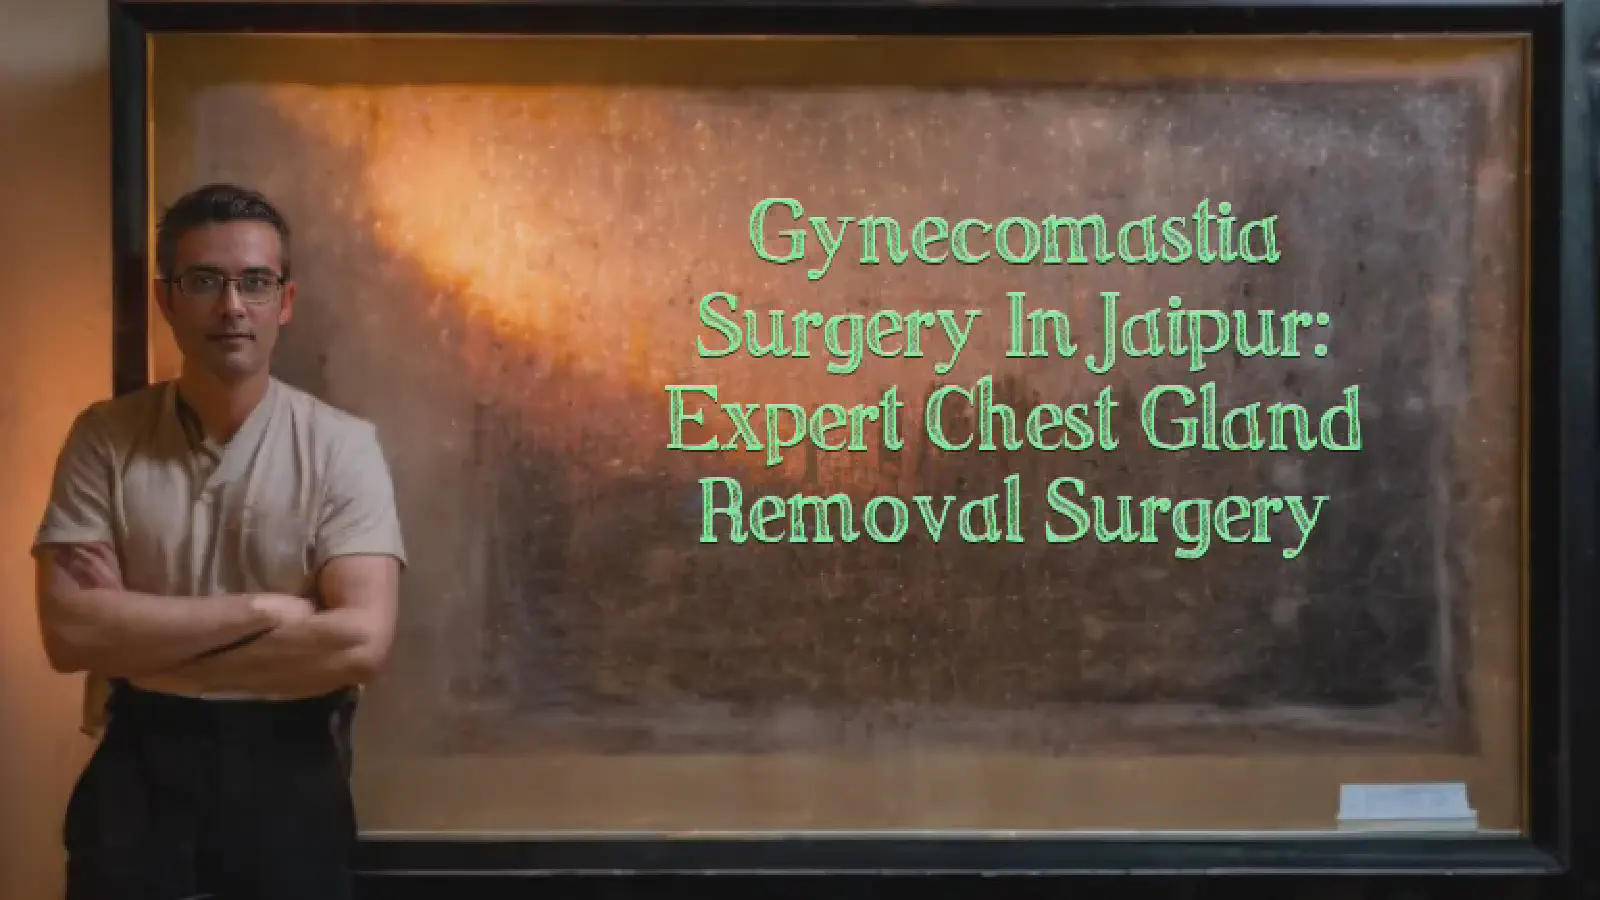 Gynecomastia
Surgery In Jaipur:
Expert Chest Gland
Removal Surgery